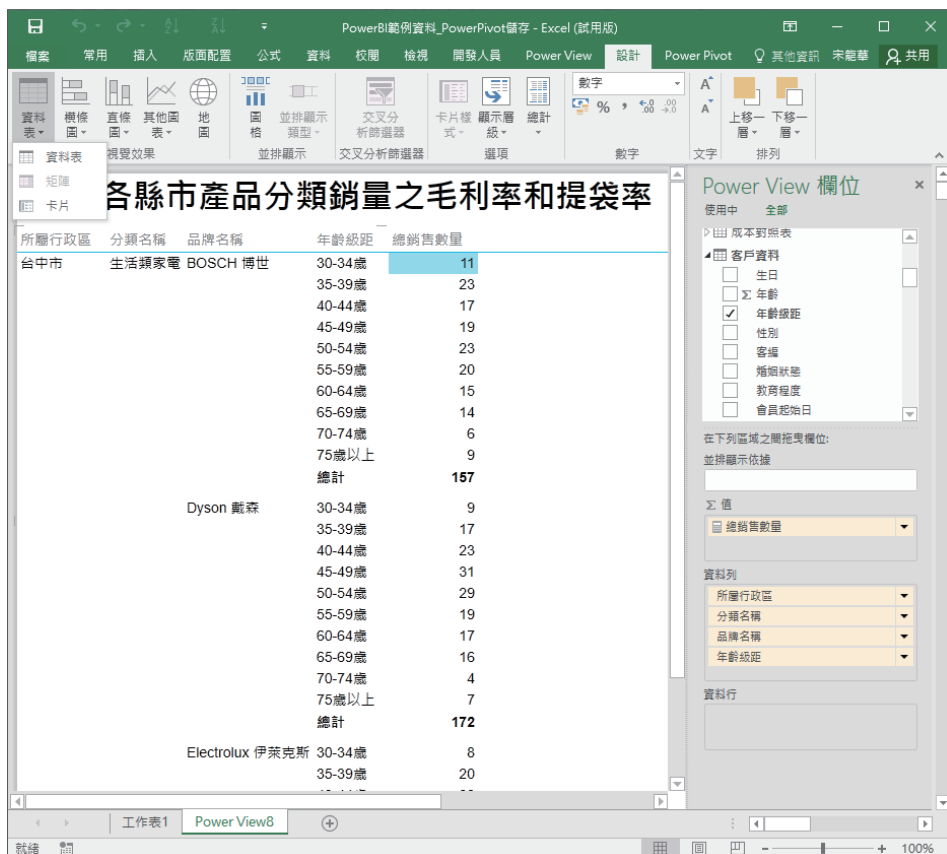 PowerBI範例資料_PowerPivot儲存 - Excel (試用版)
檔案 常用 插入 版面配置 公式 資料 校閱 檢視 開發人員 Power View 設計 Power Pivot 其他資訊 宋龍華 共用
資料表 橫條圖 直條圖 其他圖表 地圖 圖格 並排顯示類型 交叉分析篩選器 卡片樣式 顯示層級 總計 數字 % , .00 A A 上移一層 下移一層
視覺效果 並排顯示 交叉分析篩選器 選項 數字 文字 排列
資料表
矩陣
卡片
各縣市產品分類銷量之毛利率和提袋率
所屬行政區 分類名稱 品牌名稱 年齡級距 總銷售數量
台中市 生活類家電 BOSCH 博世 30-34歲 11
35-39歲 23
40-44歲 17
45-49歲 19
50-54歲 23
55-59歲 20
60-64歲 15
65-69歲 14
70-74歲 6
75歲以上 9
總計 157
Dyson 戴森 30-34歲 9
35-39歲 17
40-44歲 23
45-49歲 31
50-54歲 29
55-59歲 19
60-64歲 17
65-69歲 16
70-74歲 4
75歲以上 7
總計 172
Electrolux 伊萊克斯 30-34歲 8
35-39歲 20
Power View 欄位
使用中 全部
成本對照表
客戶資料
生日
Σ 年齡
年齡級距
性別
客編
婚姻狀態
教育程度
會員起始日
在下列區域之間拖曳欄位:
並排顯示依據
Σ 值
總銷售數量
資料列
所屬行政區
分類名稱
品牌名稱
年齡級距
資料行
工作表1 Power View8
就緒 100%